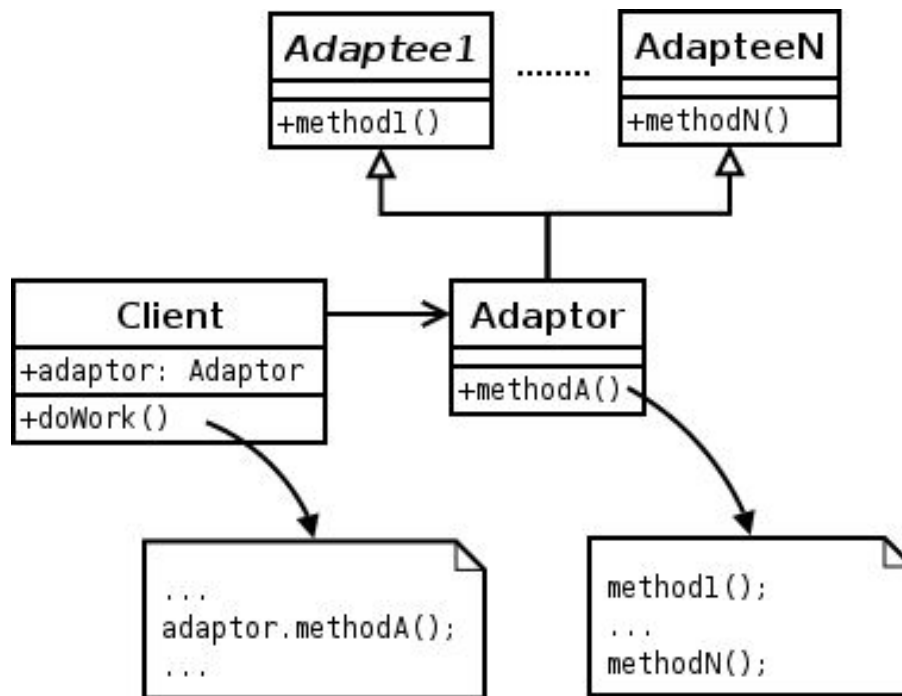 Adaptee1
+method1()
........
AdapteeN
+methodN()
Client
+adaptor: Adaptor
+doWork()
Adaptor
+methodA()
...
adaptor.methodA();
...
method1();
...
methodN();